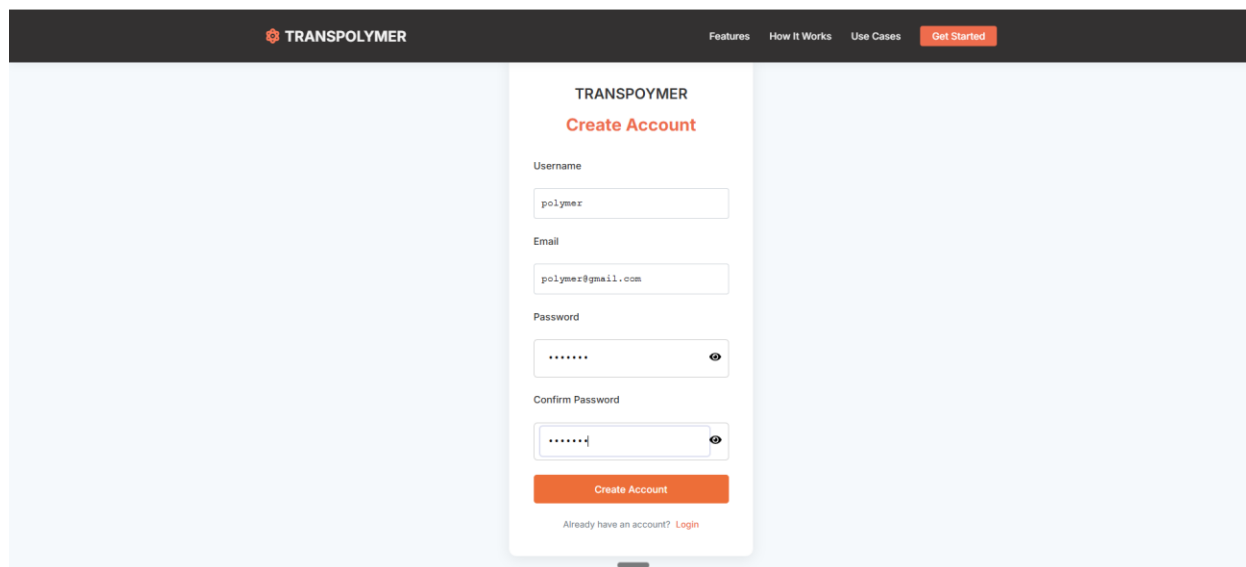 TRANSPOLYMER Features How It Works Use Cases Get Started
TRANSPOYMER
Create Account
Username
polymer
Email
polymer@gmail.com
Password
•••••••
Confirm Password
•••••••
Create Account
Already have an account? Login